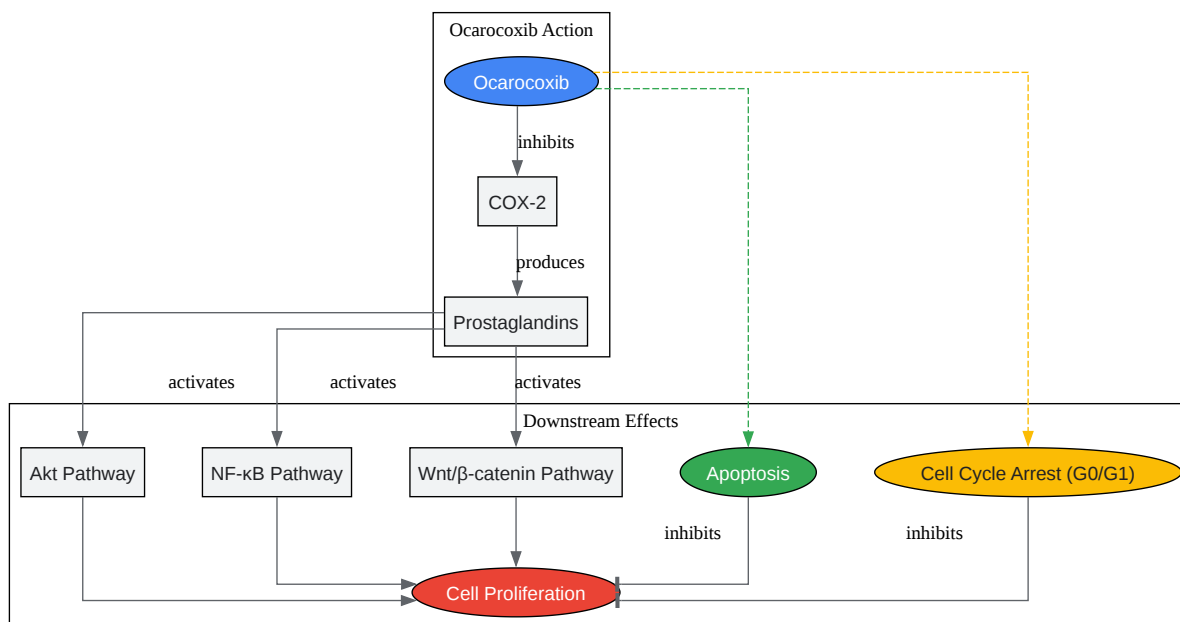 Ocarocoxib Action
Ocarocoxib
inhibits
COX-2
produces
Prostaglandins
activates
activates
activates
Downstream Effects
Akt Pathway
NF-κB Pathway
Wnt/β-catenin Pathway
Apoptosis
Cell Cycle Arrest (G0/G1)
inhibits
inhibits
Cell Proliferation